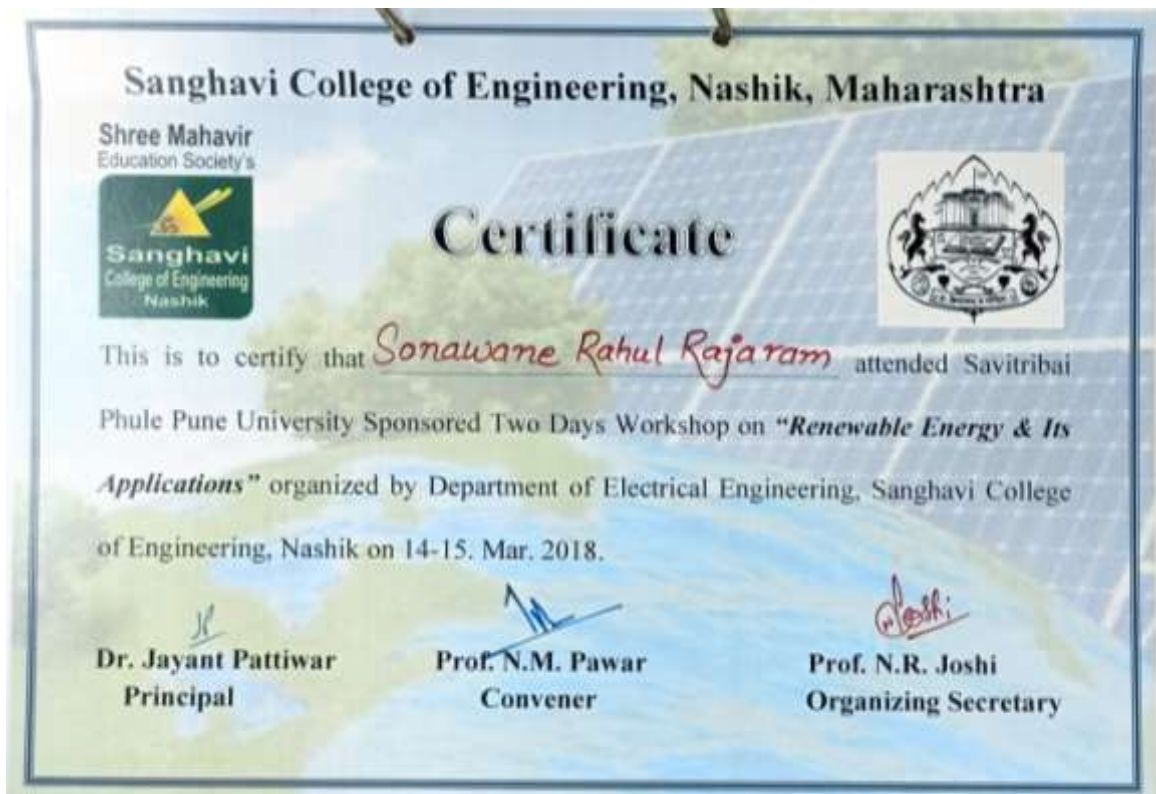 Sanghavi College of Engineering, Nashik, Maharashtra
Shree Mahavir
Education Society's
Sanghavi
College of Engineering
Nashik
Certificate
This is to certify that Sonawane Rahul Rajaram attended Savitribai
Phule Pune University Sponsored Two Days Workshop on "Renewable Energy & Its
Applications" organized by Department of Electrical Engineering, Sanghavi College
of Engineering, Nashik on 14-15. Mar. 2018.
Joshi
Dr. Jayant Pattiwar Prof. N.M. Pawar Prof. N.R. Joshi
Principal Convener Organizing Secretary